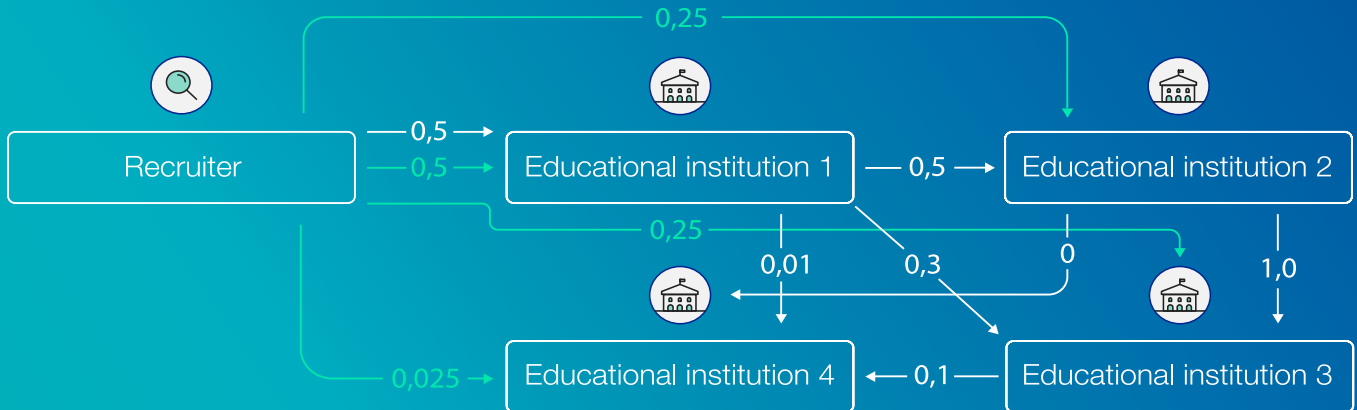 0,25
0,5
Recruiter
0,5
Educational institution 1
0,5
Educational institution 2
0,25
0,01
0,3
0
1,0
0,025
Educational institution 4
0,1
Educational institution 3